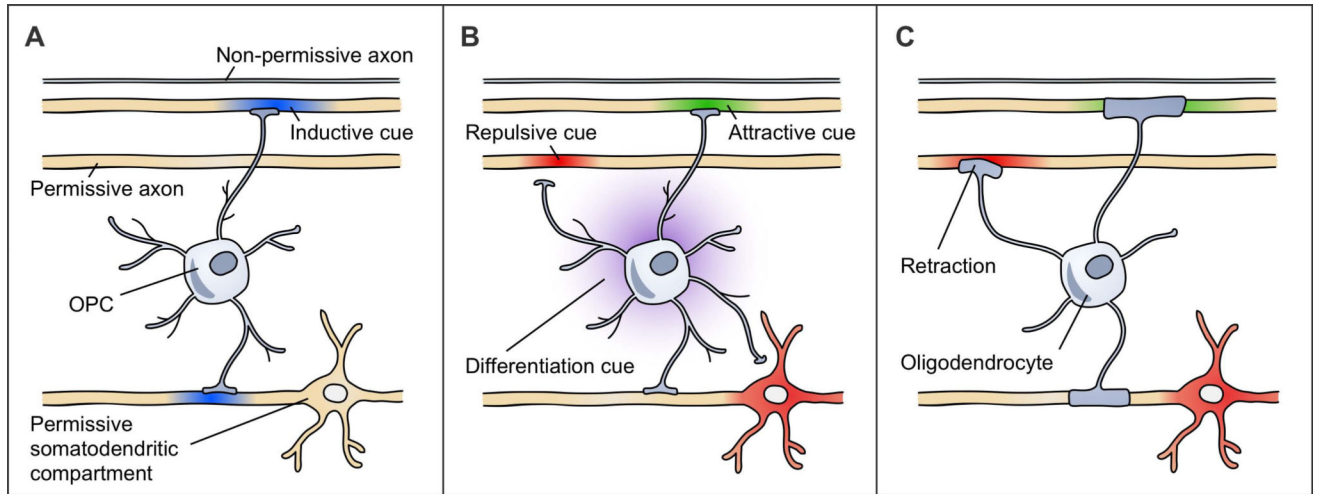 A
Non-permissive axon
Inductive cue
Permissive axon
OPC
Permissive
somatodendritic
compartment
B
Repulsive cue
Attractive cue
Differentiation cue
C
Retraction
Oligodendrocyte